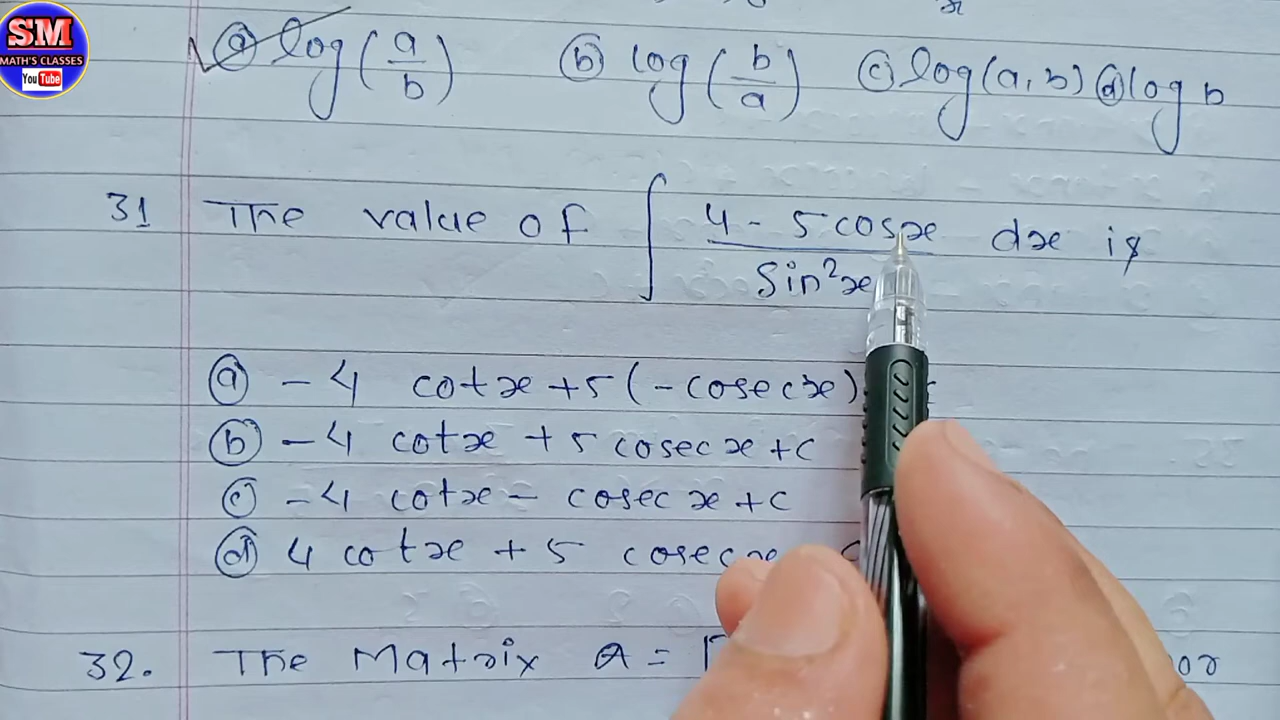 SM
MATH'S CLASSES
YouTube
x
(a) log(a/b) (b) log(b/a) (c) log(a,b) (d) log b
31 The value of ∫ 4 - 5 cosx / Sin²x dx is
(a) - 4 cotx + 5 (- cosecx)
(b) - 4 cotx + 5 cosec x + c
(c) - 4 cotx - cosec x + c
(d) 4 cotx + 5 cosecx
32. The Matrix A = [